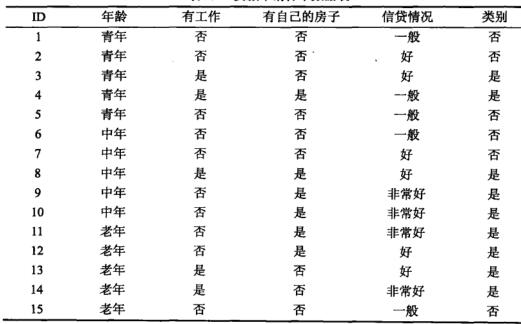 ID 年龄 有工作 有自己的房子 信贷情况 类别
1 青年 否 否 一般 否
2 青年 否 否 好 否
3 青年 是 否 好 是
4 青年 是 是 一般 是
5 青年 否 否 一般 否
6 中年 否 否 一般 否
7 中年 否 否 好 否
8 中年 是 是 好 是
9 中年 否 是 非常好 是
10 中年 否 是 非常好 是
11 老年 否 是 非常好 是
12 老年 否 是 好 是
13 老年 是 否 好 是
14 老年 是 否 非常好 是
15 老年 否 否 一般 否